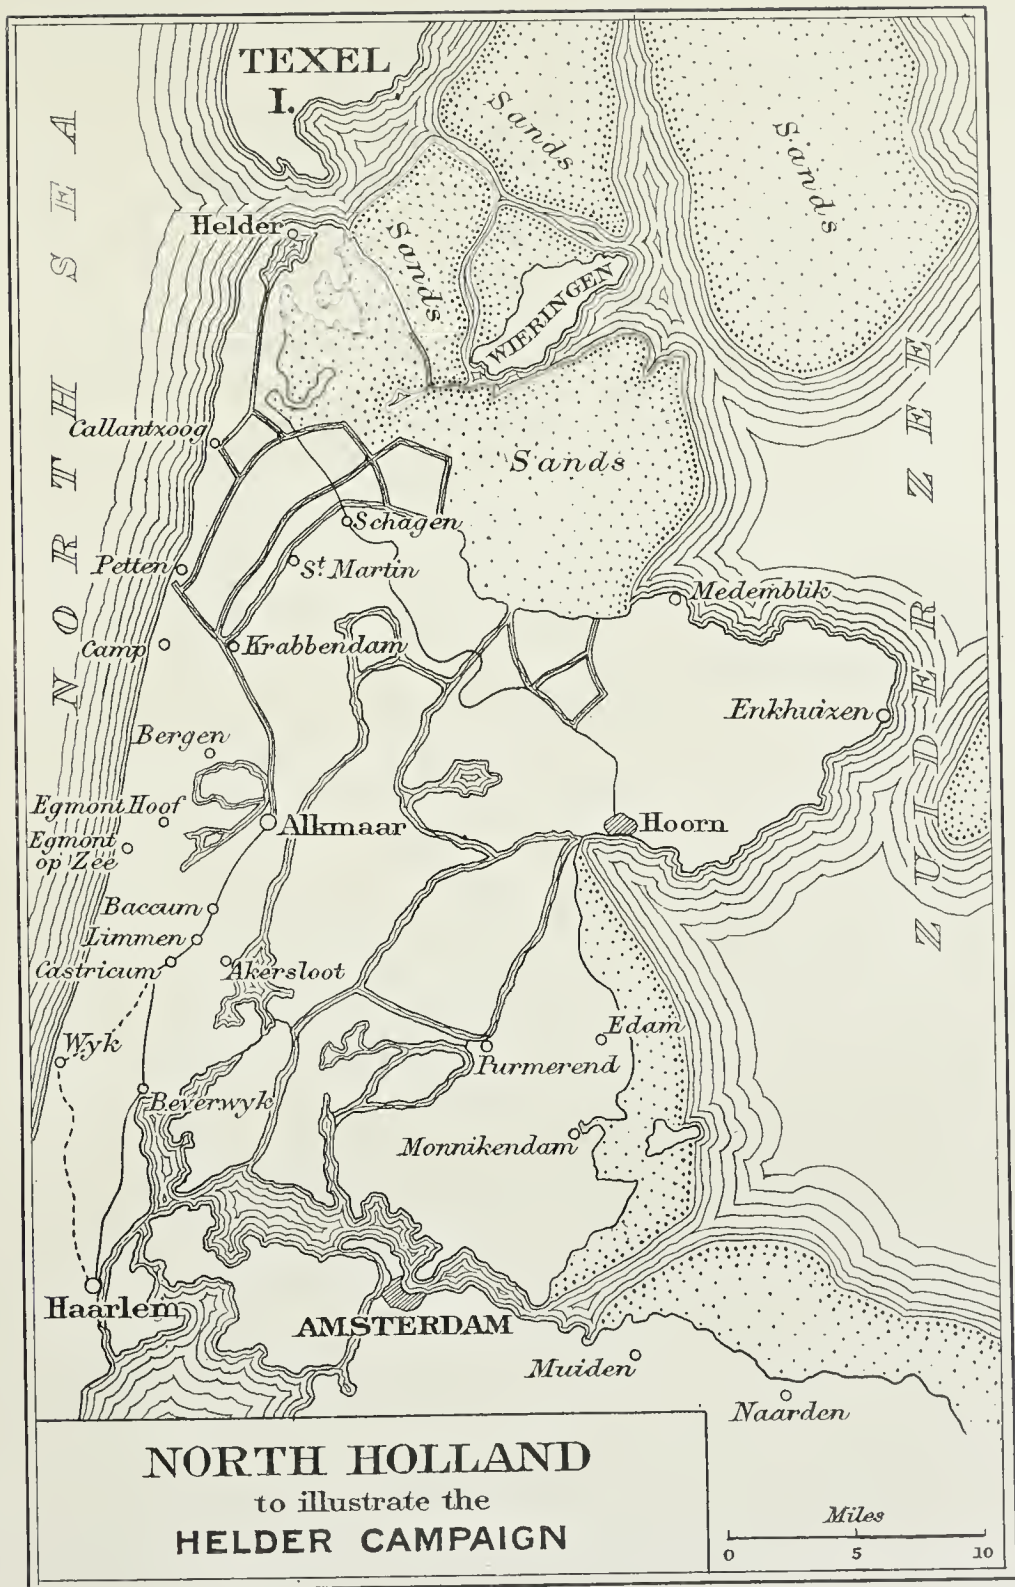 TEXEL
I.
Sands
Sands
Sands
NORTH SEA
Helder
WIERINGEN
ZUIDER ZEE
Callantxoog
Sands
Schagen
St. Martin
Petten
Medemblik
Camp
Krabbendam
Enkhuizen
Bergen
Egmont Hoof
Alkmaar
Hoorn
Egmont
op Zee
Baccum
Limmen
Castricum
Akersloot
Edam
Wyk
Purmerend
Beverwyk
Monnikendam
Haarlem
AMSTERDAM
Muiden
Naarden
NORTH HOLLAND
to illustrate the
HELDER CAMPAIGN
Miles
0 5 10